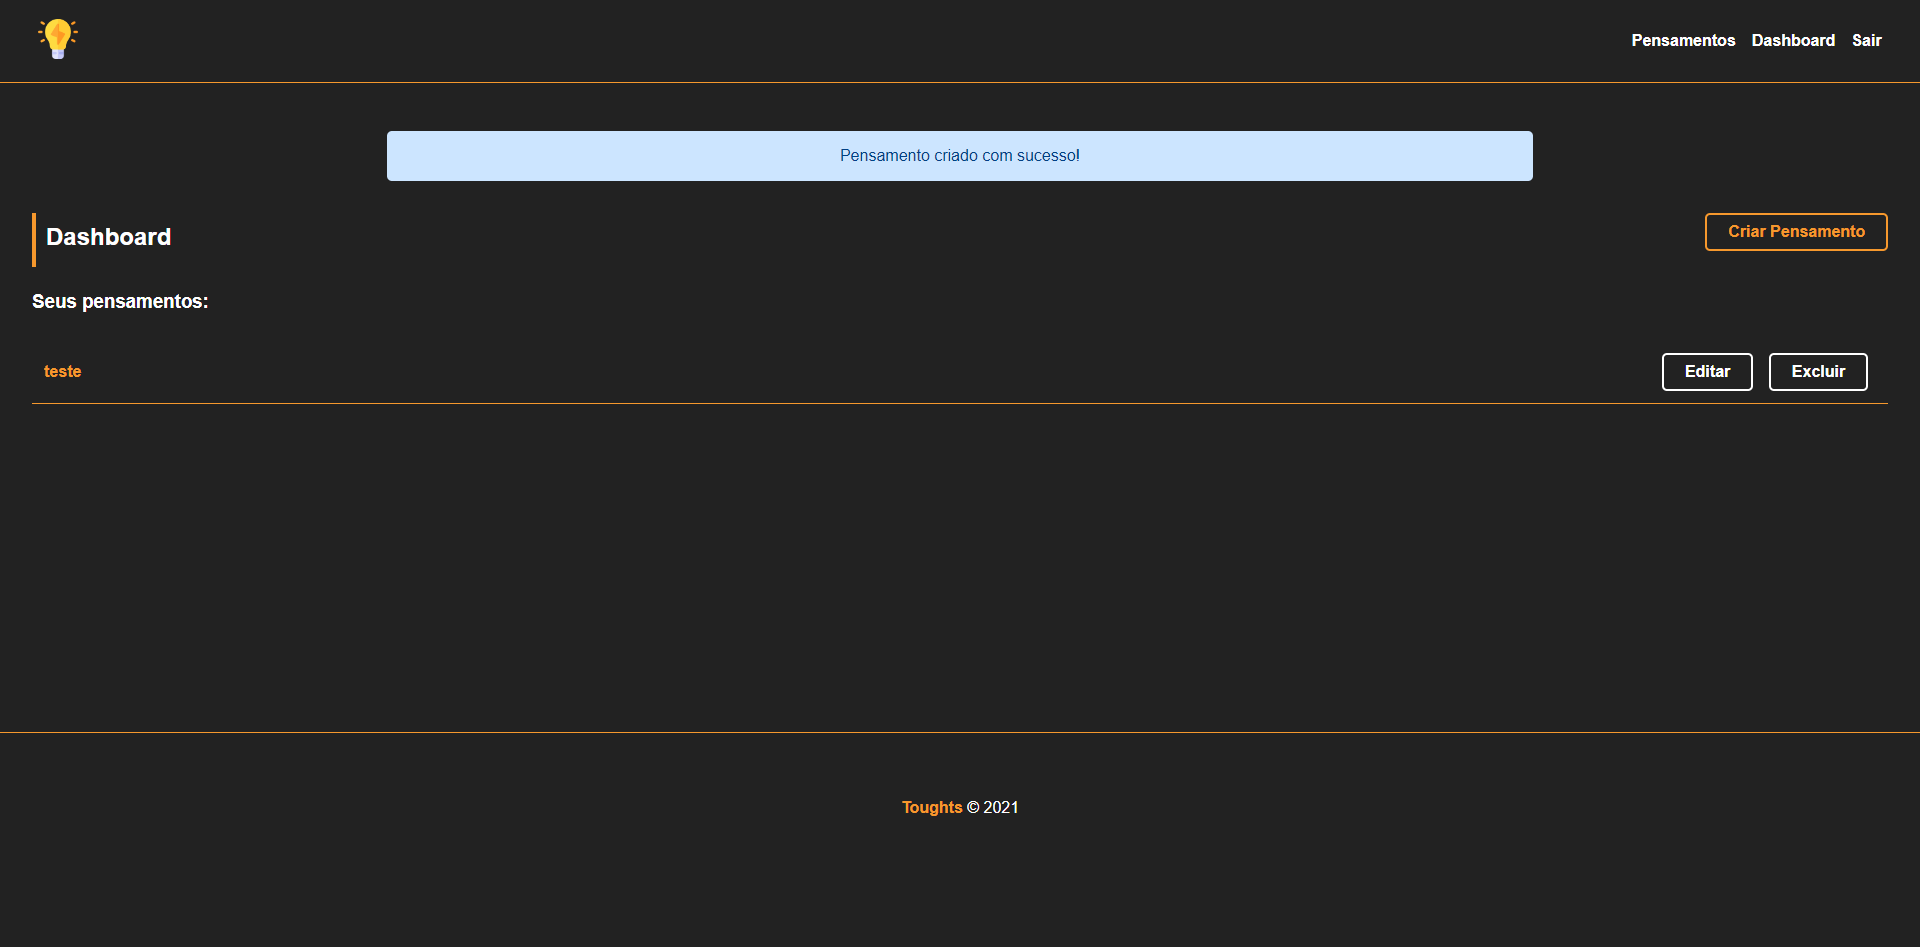 Pensamentos Dashboard Sair
Pensamento criado com sucesso!
Dashboard
Criar Pensamento
Seus pensamentos:
teste
Editar
Excluir
Toughts © 2021